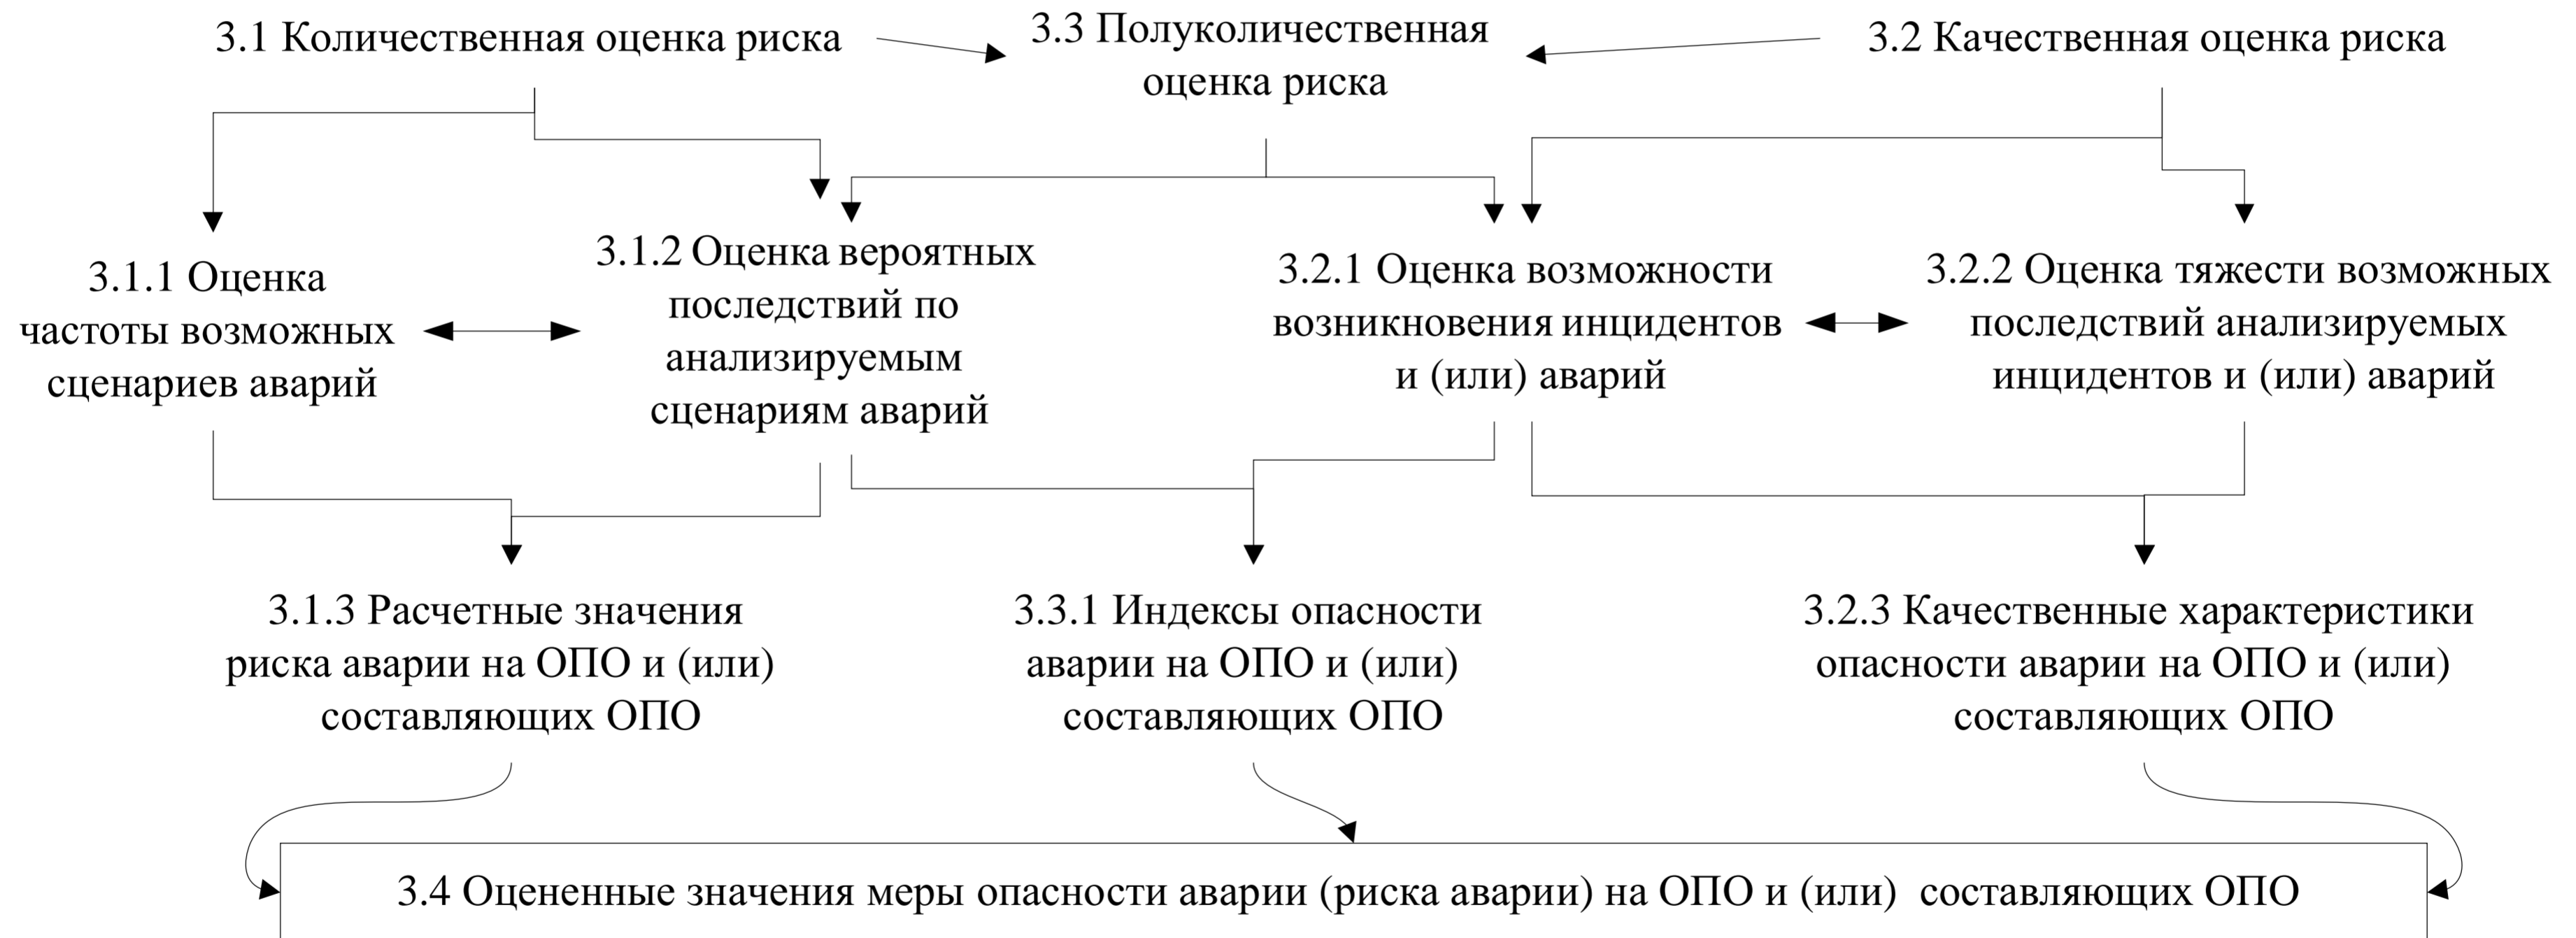 3.1 Количественная оценка риска
3.3 Полуколичественная
оценка риска
3.2 Качественная оценка риска
3.1.1 Оценка
частоты возможных
сценариев аварий
3.1.2 Оценка вероятных
последствий по
анализируемым
сценариям аварий
3.2.1 Оценка возможности
возникновения инцидентов
и (или) аварий
3.2.2 Оценка тяжести возможных
последствий анализируемых
инцидентов и (или) аварий
3.1.3 Расчетные значения
риска аварии на ОПО и (или)
составляющих ОПО
3.3.1 Индексы опасности
аварии на ОПО и (или)
составляющих ОПО
3.2.3 Качественные характеристики
опасности аварии на ОПО и (или)
составляющих ОПО
3.4 Оцененные значения меры опасности аварии (риска аварии) на ОПО и (или) составляющих ОПО